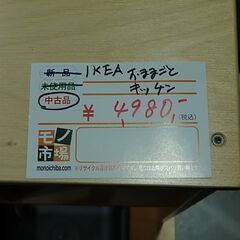 新品 IKEA おままごと
未使用品 キッチン
中古品
¥4980,-
(税込)
モノ
市場
monoichiba.com